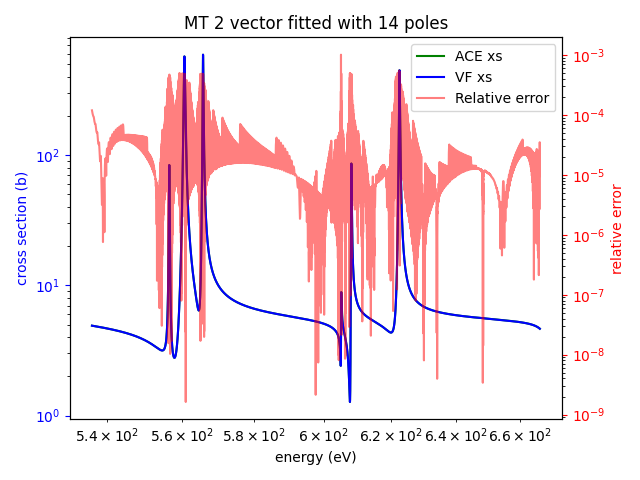 MT 2 vector fitted with 14 poles
ACE xs
VF xs
Relative error
cross section (b)
10²
10¹
10⁰
relative error
10⁻³
10⁻⁴
10⁻⁵
10⁻⁶
10⁻⁷
10⁻⁸
10⁻⁹
5.4 × 10² 5.6 × 10² 5.8 × 10² 6 × 10² 6.2 × 10² 6.4 × 10² 6.6 × 10²
energy (eV)